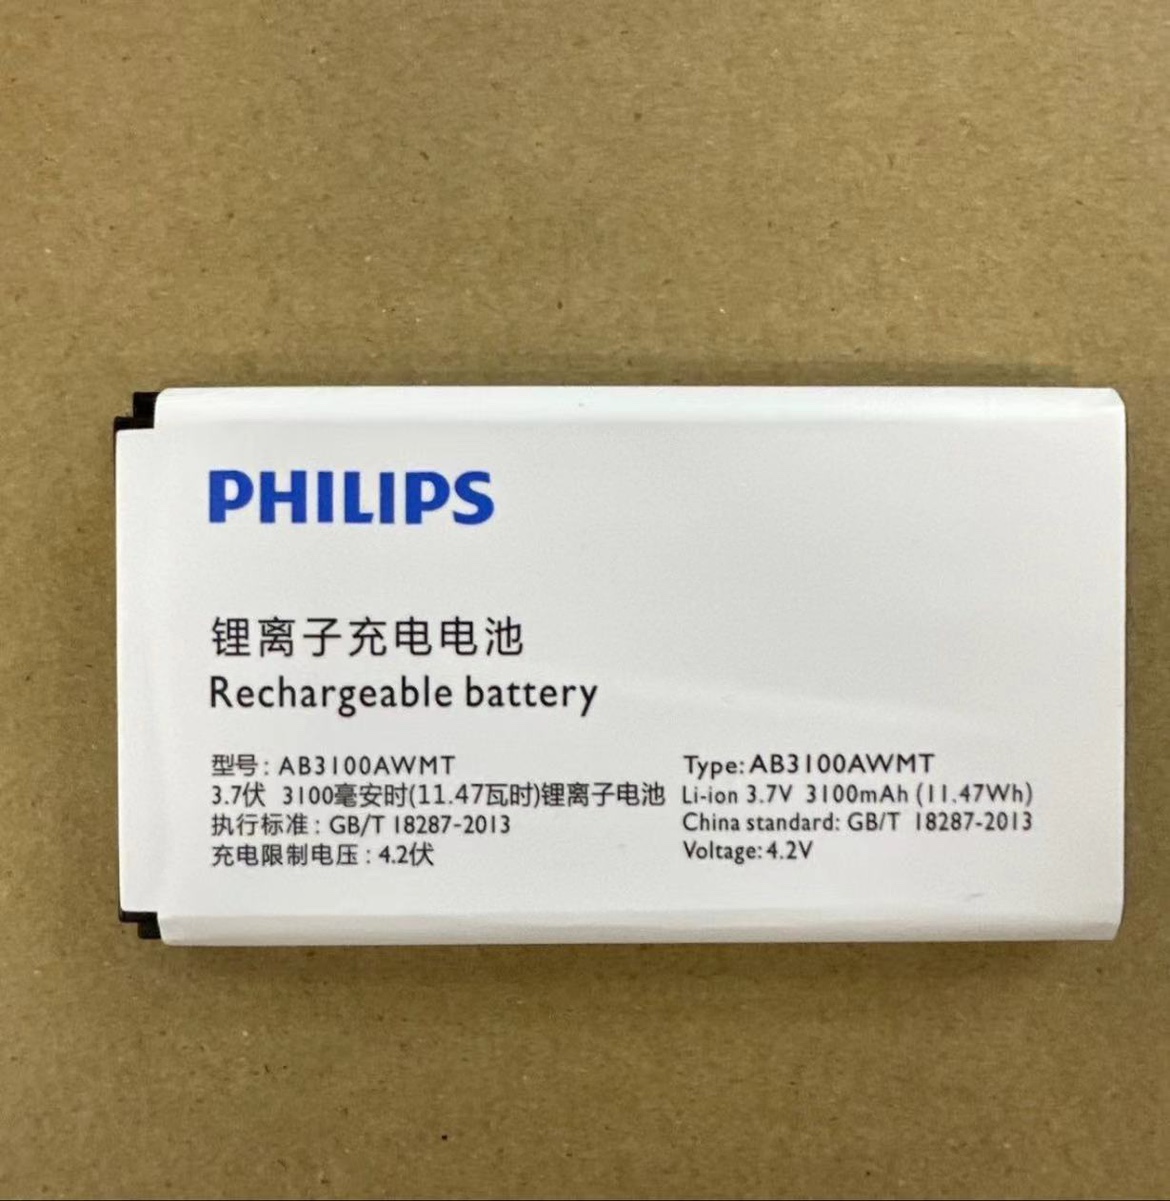 PHILIPS
锂离子充电电池
Rechargeable battery
型号: AB3100AWMT
3.7伏 3100毫安时(11.47瓦时)锂离子电池
执行标准: GB/T 18287-2013
充电限制电压: 4.2伏
Type: AB3100AWMT
Li-ion 3.7V 3100mAh (11.47Wh)
China standard: GB/T 18287-2013
Voltage: 4.2V